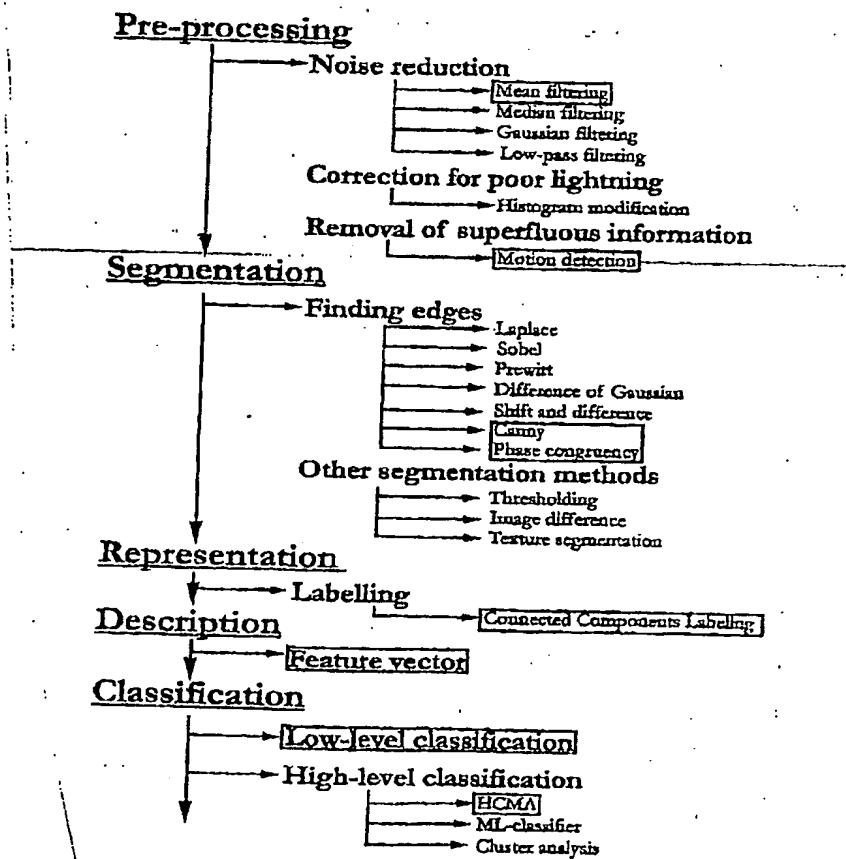 Pre-processing
Noise reduction
Mean filtering
Median filtering
Gaussian filtering
Low-pass filtering
Correction for poor lightning
Histogram modification
Removal of superfluous information
Motion detection
Segmentation
Finding edges
Laplace
Sobel
Prewitt
Difference of Gaussian
Shift and difference
Canny
Phase congruency
Other segmentation methods
Thresholding
Image difference
Texture segmentation
Representation
Labelling
Connected Components Labeling
Description
Feature vector
Classification
Low-level classification
High-level classification
HCMA
ML-classifier
Cluster analysis